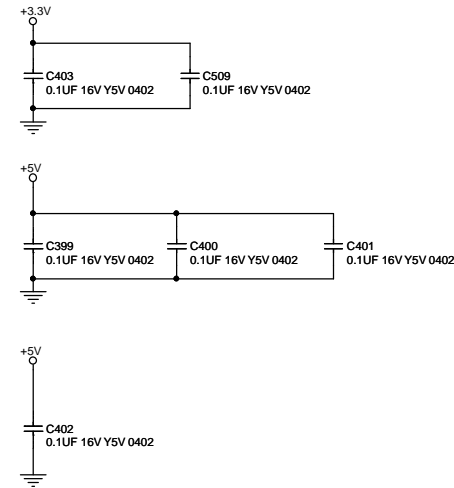 +3.3V
C403
0.1UF 16V Y5V 0402
C509
0.1UF 16V Y5V 0402
+5V
C399
0.1UF 16V Y5V 0402
C400
0.1UF 16V Y5V 0402
C401
0.1UF 16V Y5V 0402
+5V
C402
0.1UF 16V Y5V 0402